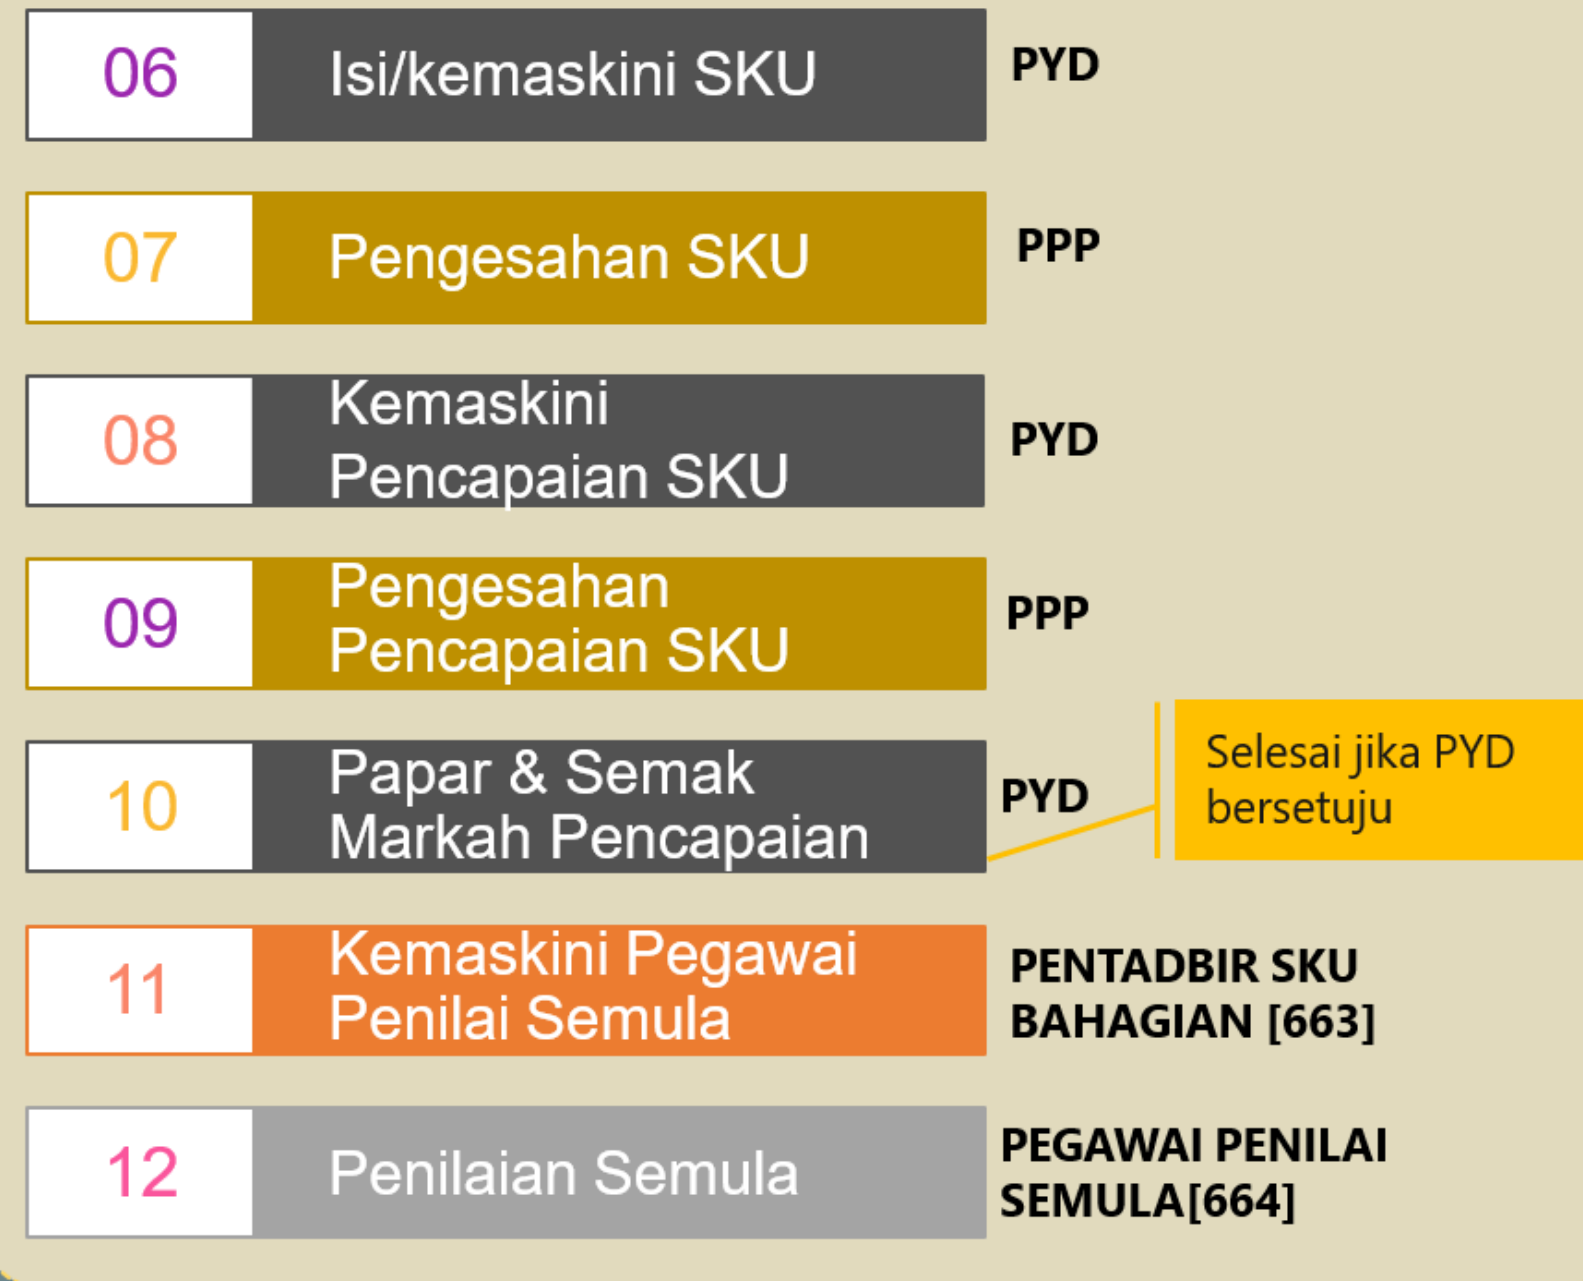 06
Isi/kemaskini SKU
PYD
07
Pengesahan SKU
PPP
08
Kemaskini
Pencapaian SKU
PYD
09
Pengesahan
Pencapaian SKU
PPP
10
Papar & Semak
Markah Pencapaian
PYD
Selesai jika PYD
bersetuju
11
Kemaskini Pegawai
Penilai Semula
PENTADBIR SKU
BAHAGIAN [663]
12
Penilaian Semula
PEGAWAI PENILAI
SEMULA[664]